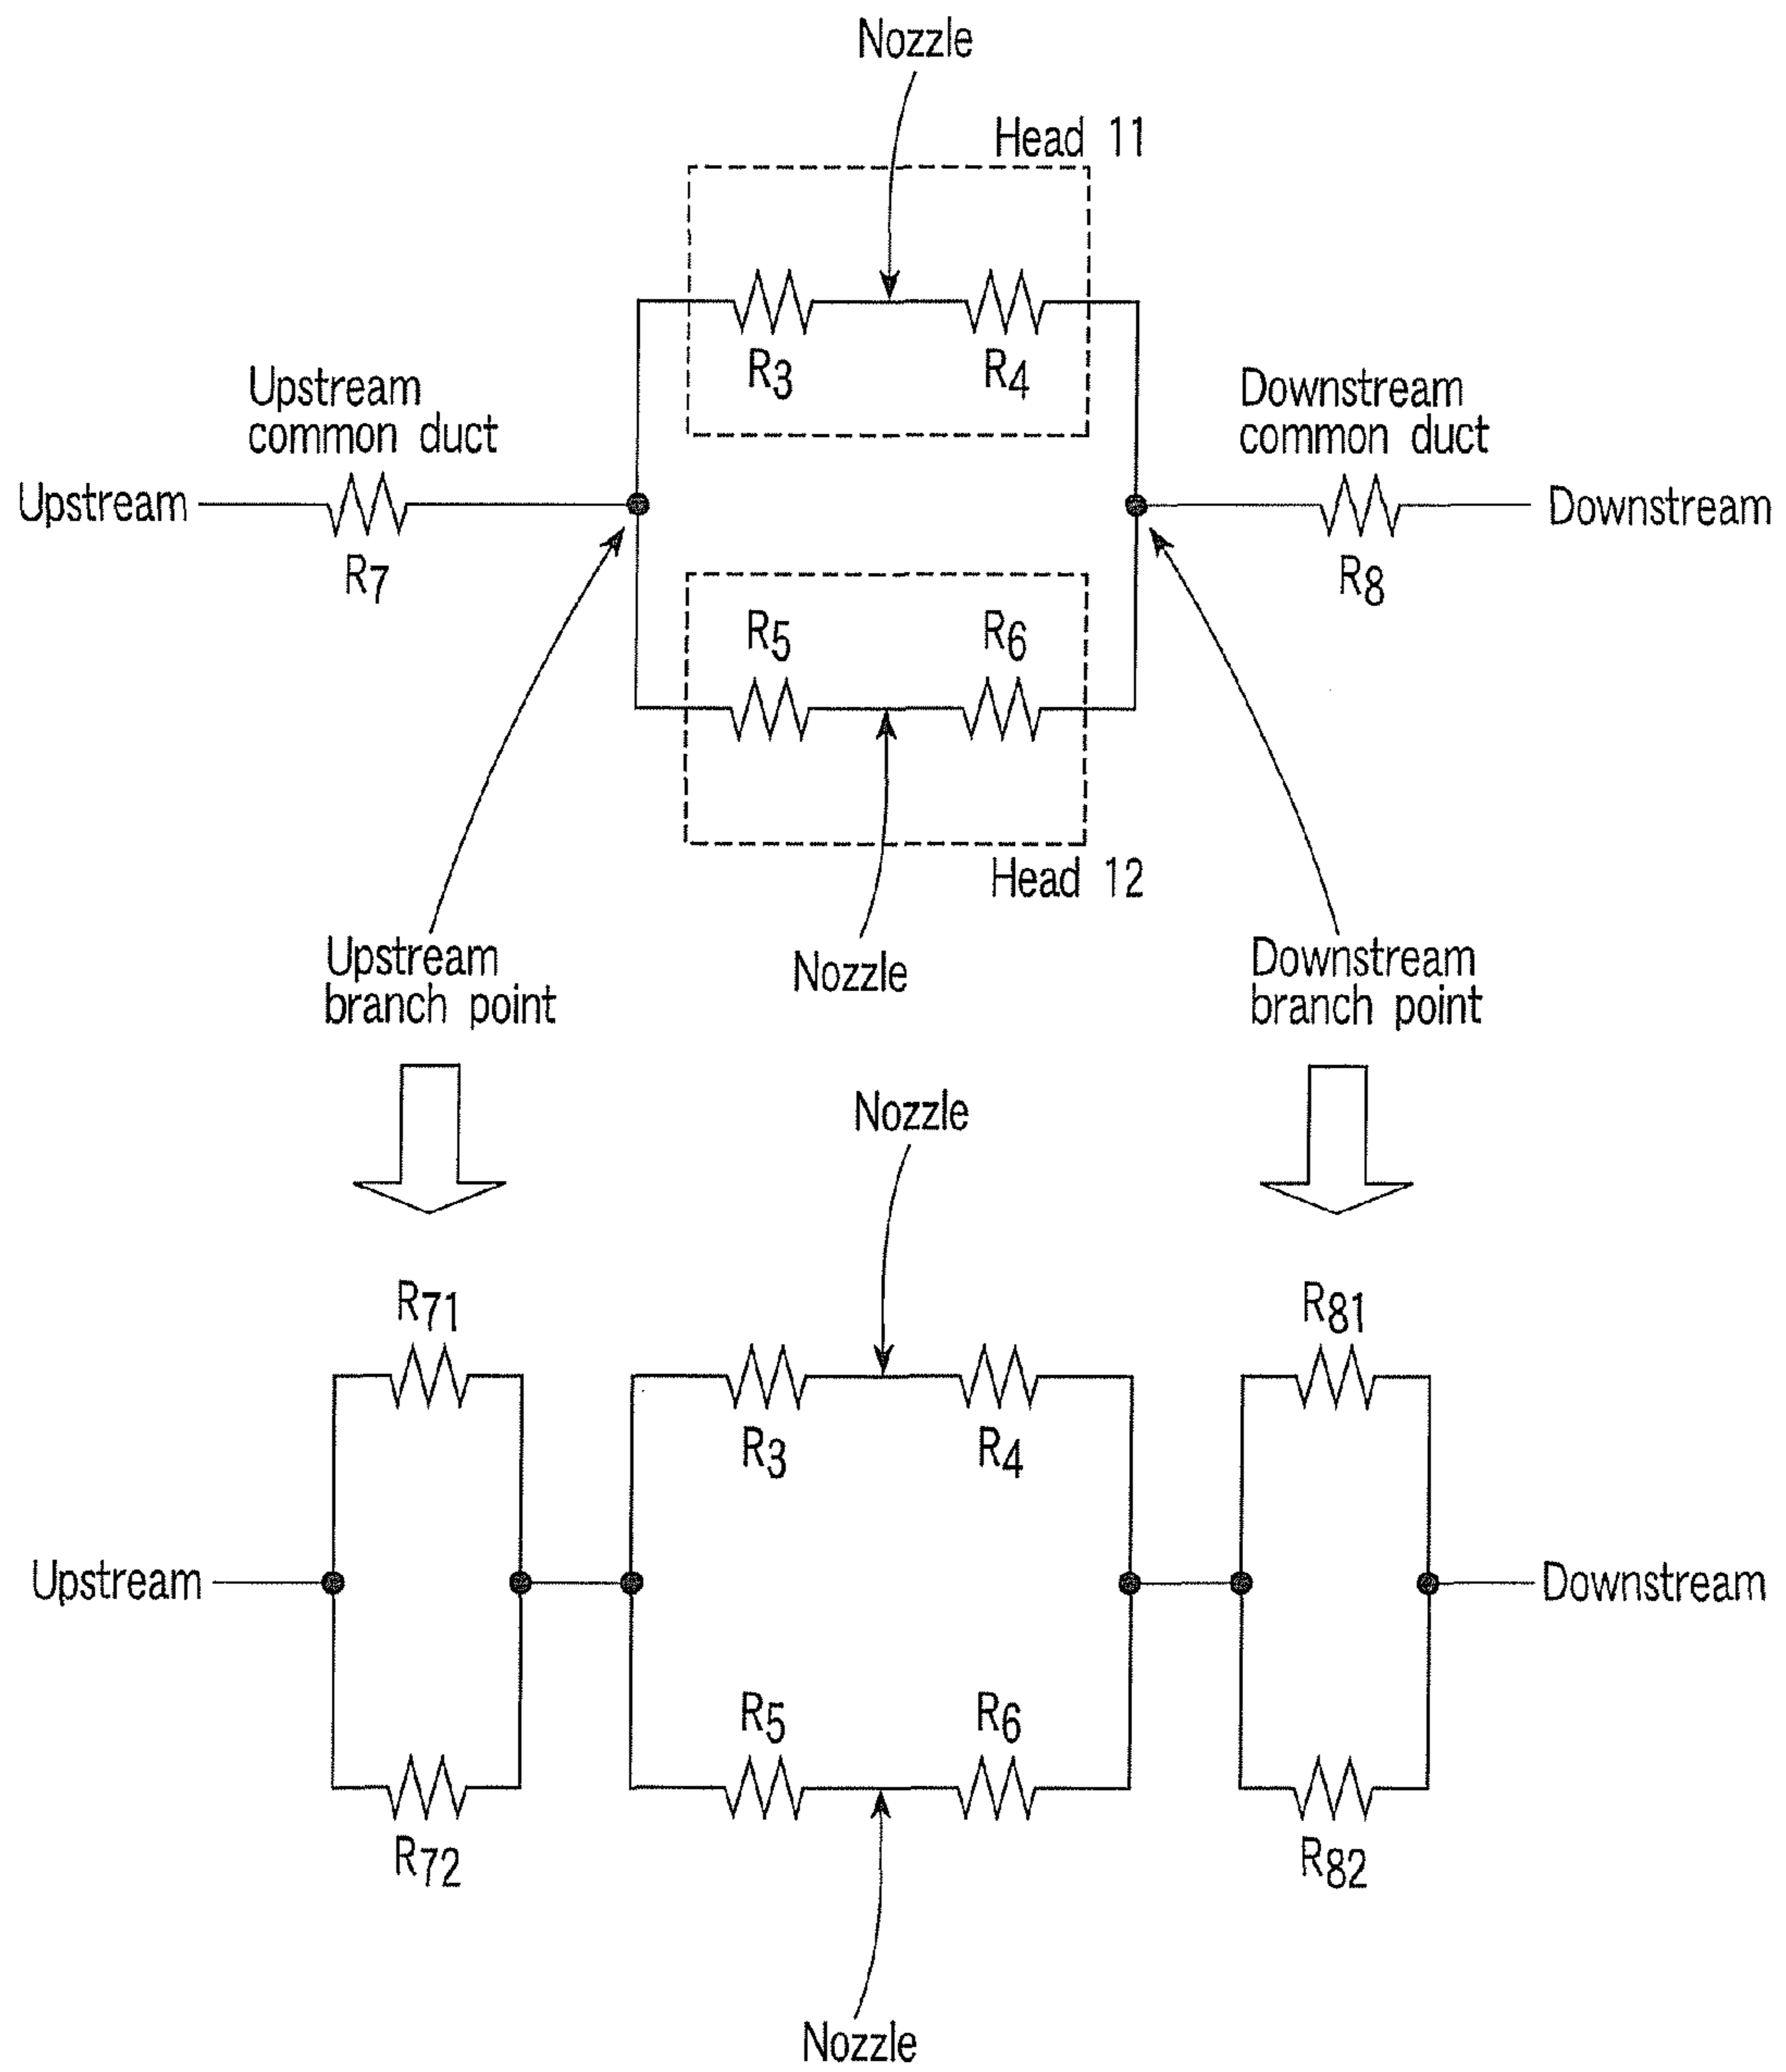 Nozzle
Head 11
R3
R4
Upstream
common duct
Downstream
common duct
Upstream
Downstream
R7
R8
R5
R6
Head 12
Upstream
branch point
Nozzle
Downstream
branch point
Nozzle
R71
R81
R3
R4
Upstream
Downstream
R5
R6
R72
R82
Nozzle